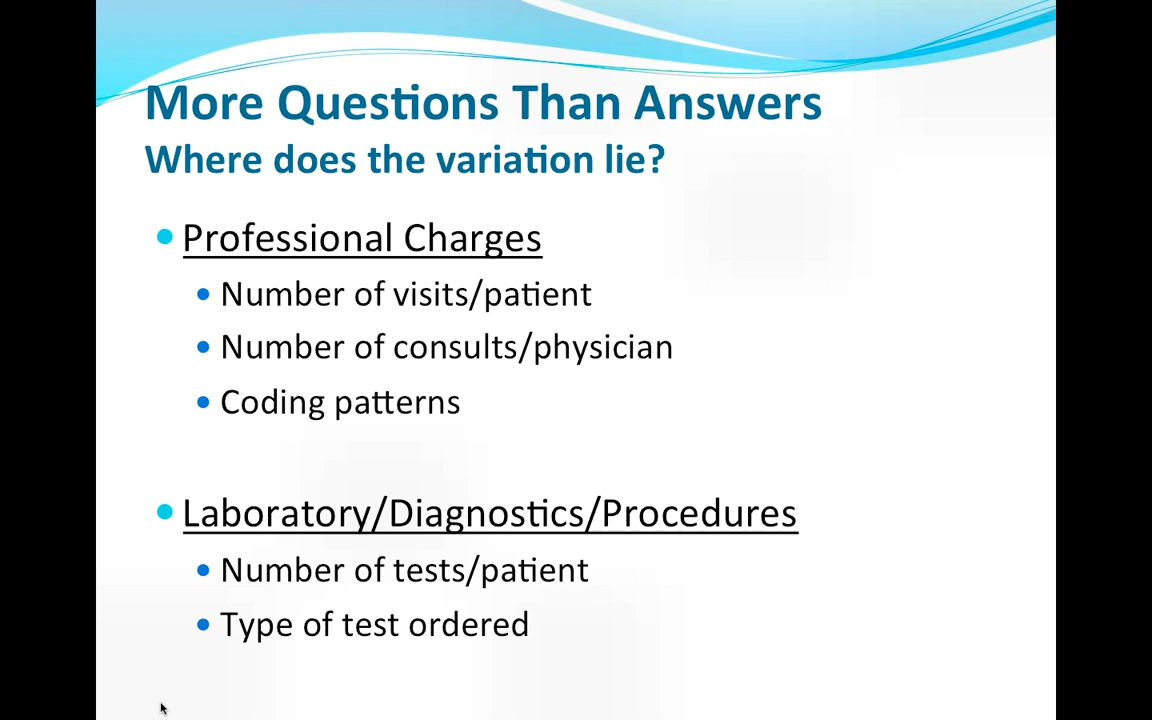 More Questions Than Answers
Where does the variation lie?
• Professional Charges
• Number of visits/patient
• Number of consults/physician
• Coding patterns
• Laboratory/Diagnostics/Procedures
• Number of tests/patient
• Type of test ordered